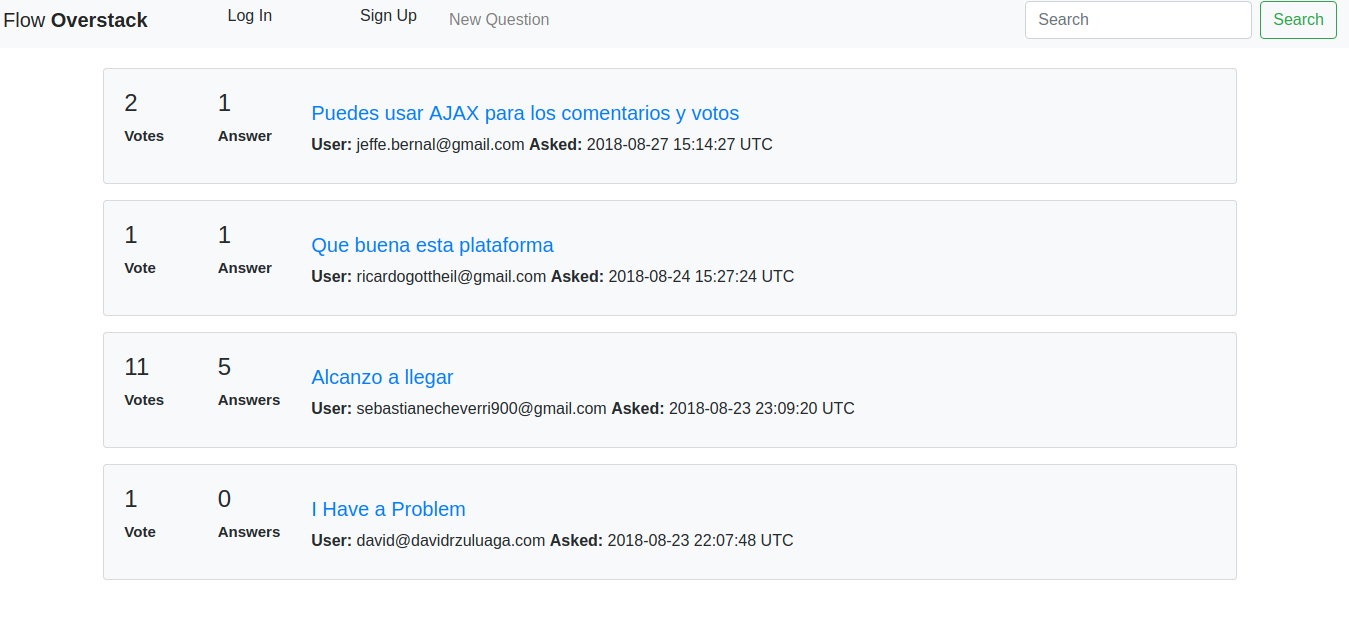 Flow Overstack Log In Sign Up New Question Search Search
2 1
Puedes usar AJAX para los comentarios y votos
Votes Answer
User: jeffe.bernal@gmail.com Asked: 2018-08-27 15:14:27 UTC
1 1
Que buena esta plataforma
Vote Answer
User: ricardogottheil@gmail.com Asked: 2018-08-24 15:27:24 UTC
11 5
Alcanzo a llegar
Votes Answers
User: sebastianecheverri900@gmail.com Asked: 2018-08-23 23:09:20 UTC
1 0
I Have a Problem
Vote Answers
User: david@davidrzuluaga.com Asked: 2018-08-23 22:07:48 UTC